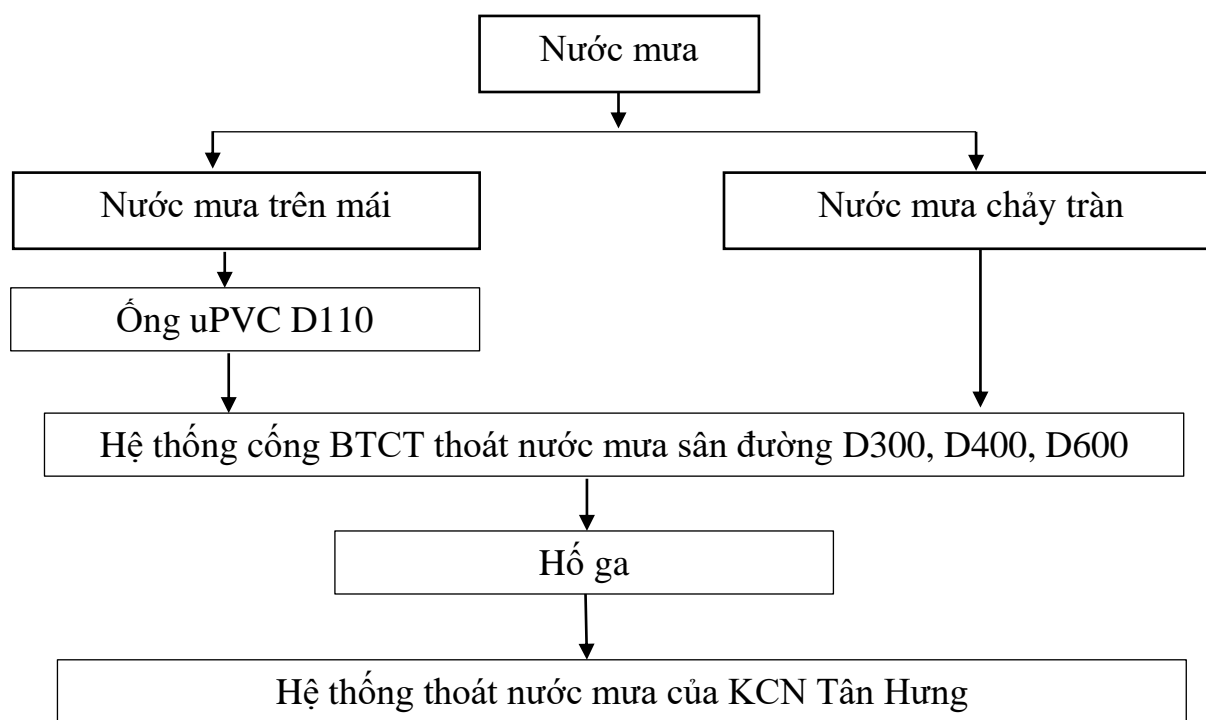 Nước mưa
Nước mưa trên mái
Nước mưa chảy tràn
Ống uPVC D110
Hệ thống cống BTCT thoát nước mưa sân đường D300, D400, D600
Hố ga
Hệ thống thoát nước mưa của KCN Tân Hưng